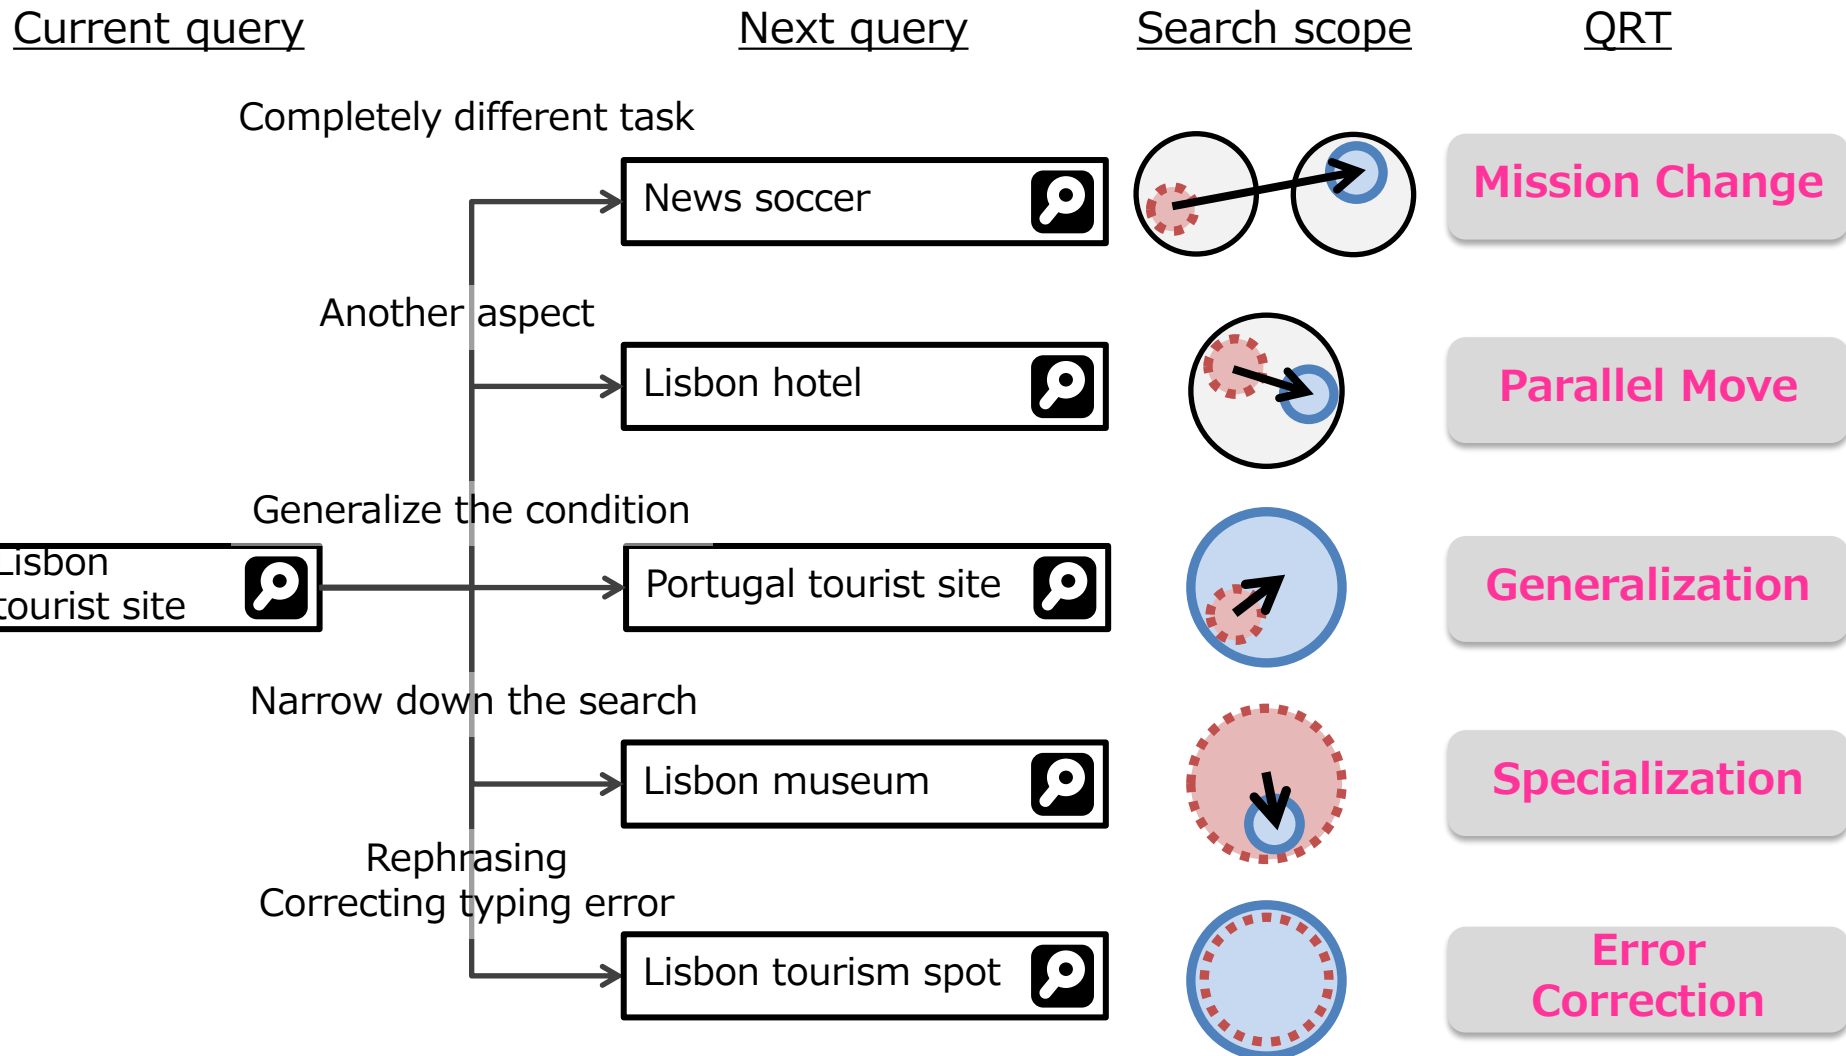 Current query
Next query
Search scope
QRT
Completely different task
News soccer
Mission Change
Another aspect
Lisbon hotel
Parallel Move
Generalize the condition
Lisbon
tourist site
Portugal tourist site
Generalization
Narrow down the search
Lisbon museum
Specialization
Rephrasing
Correcting typing error
Lisbon tourism spot
Error
Correction